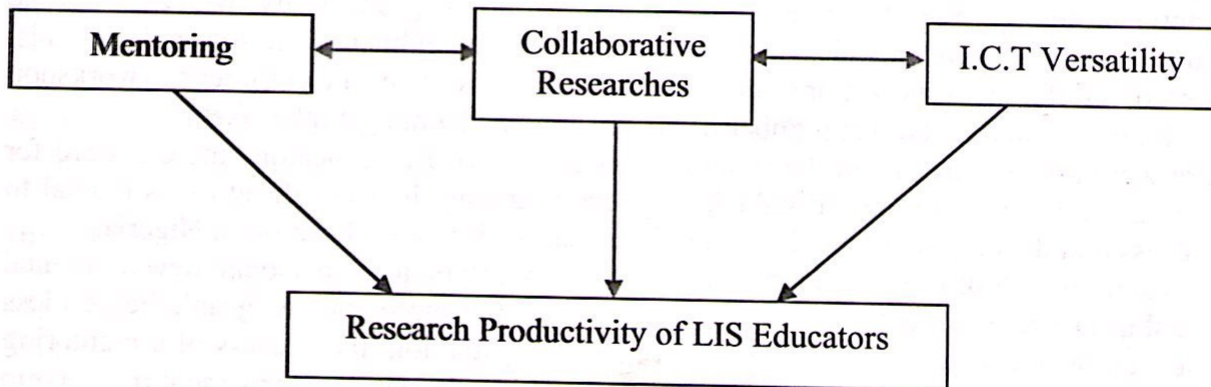 Mentoring
Collaborative
Researches
I.C.T Versatility
Research Productivity of LIS Educators